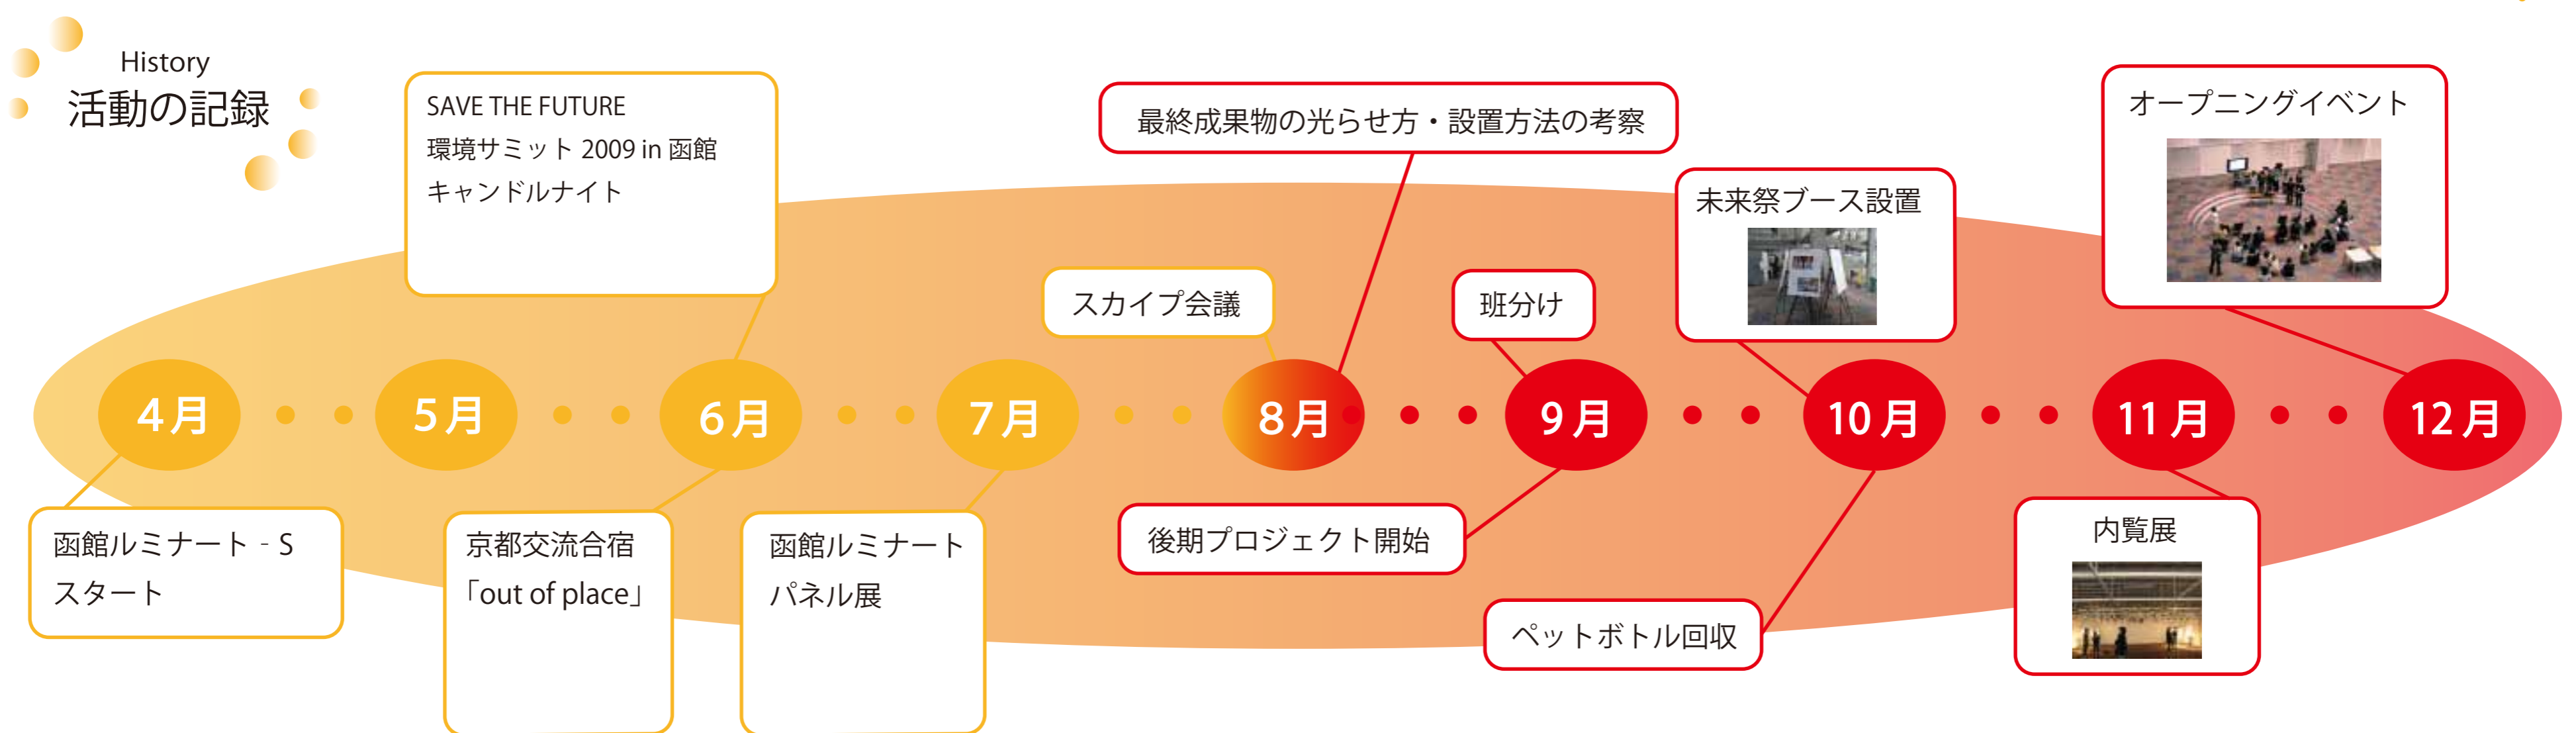 History
活動の記録
SAVE THE FUTURE
環境サミット 2009 in 函館
キャンドルナイト
最終成果物の光らせ方・設置方法の考察
オープニングイベント
未来祭ブース設置
スカイプ会議
班分け
4月
5月
6月
7月
8月
9月
10月
11月
12月
函館ルミナート‐S
スタート
京都交流合宿
「out of place」
函館ルミナート
パネル展
後期プロジェクト開始
ペットボトル回収
内覧展